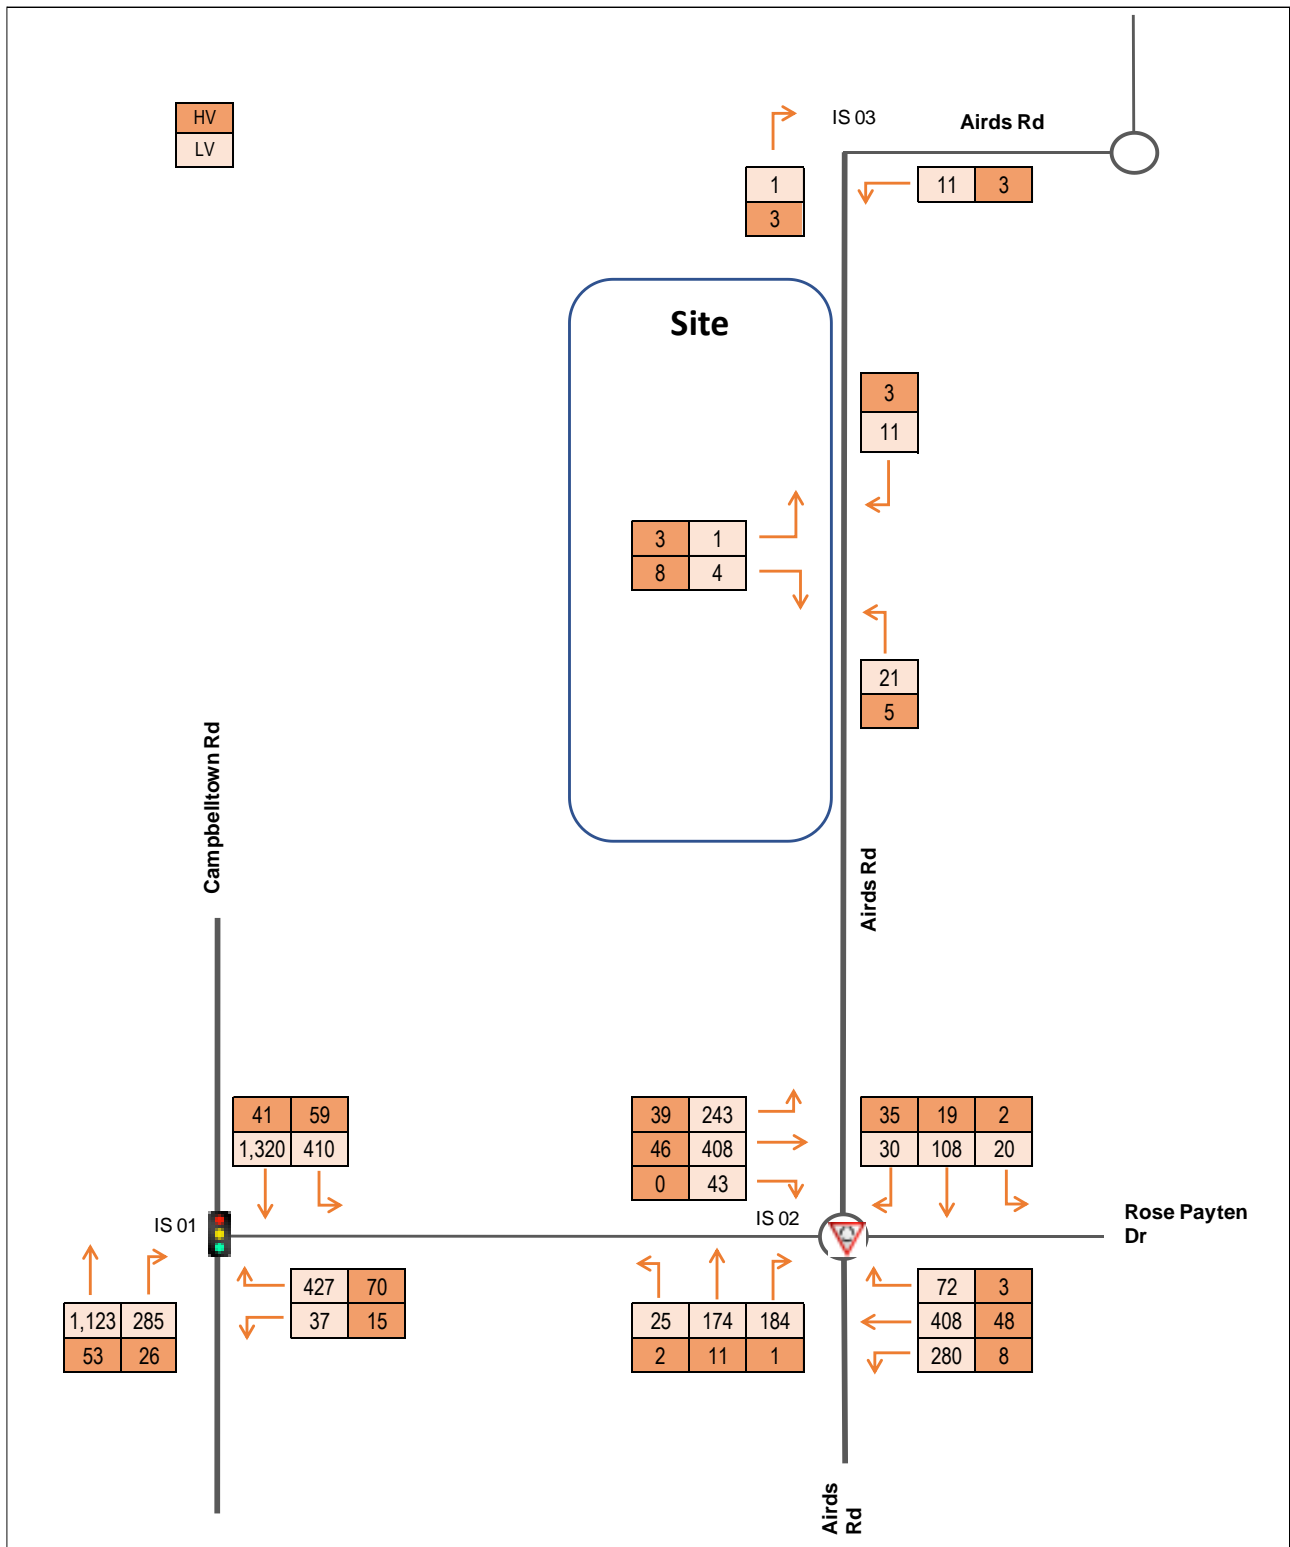 HV
LV
IS 03
Airds Rd
1
3
11 3
Site
3
11
3 1
8 4
21
5
Campbelltown Rd
Airds Rd
41 59
1,320 410
39 243
46 408
0 43
35 19 2
30 108 20
IS 01
IS 02
Rose Payten
Dr
1,123 285
53 26
427 70
37 15
25 174 184
2 11 1
72 3
408 48
280 8
Airds
Rd